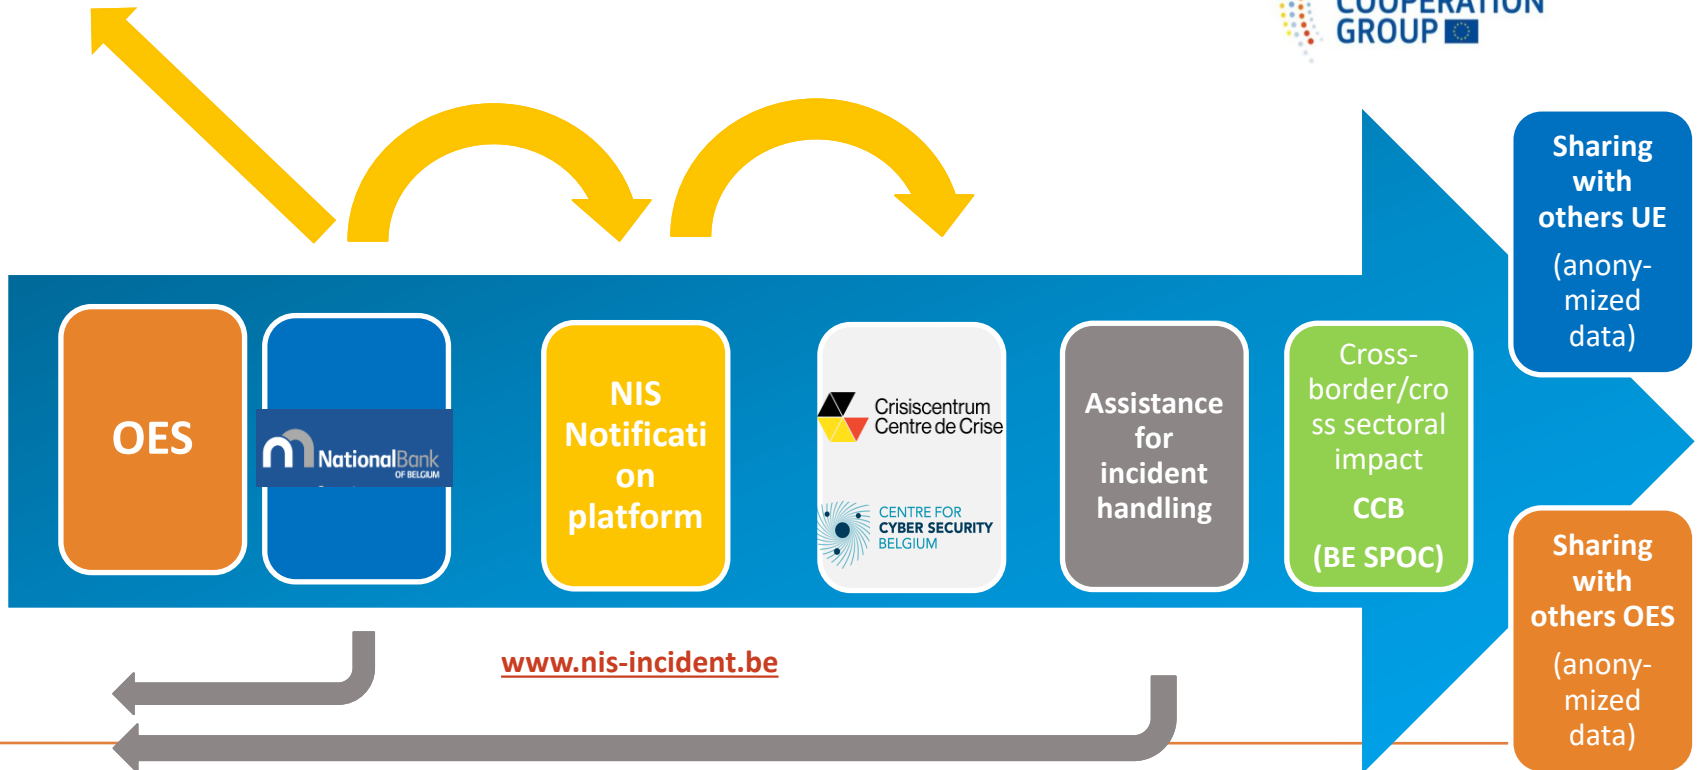 COOPERATION
GROUP
OES
NationalBank
OF BELGIUM
NIS
Notificati
on
platform
Crisiscentrum
Centre de Crise
CENTRE FOR
CYBER SECURITY
BELGIUM
Assistance
for
incident
handling
Cross-
border/cro
ss sectoral
impact
CCB
(BE SPOC)
Sharing
with
others UE
(anony-
mized
data)
Sharing
with
others OES
(anony-
mized
data)
www.nis-incident.be